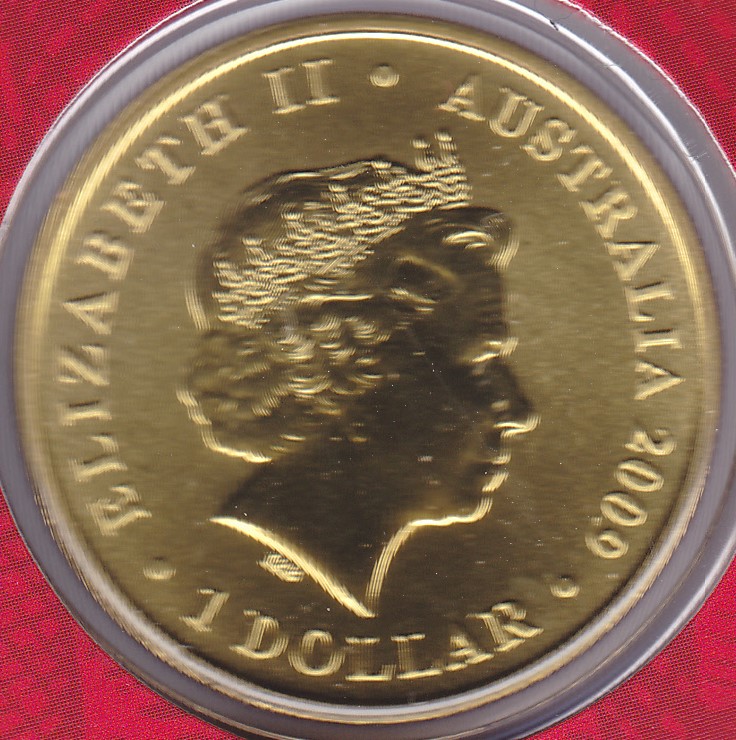 ELIZABETH II
AUSTRALIA 2009
1 DOLLAR